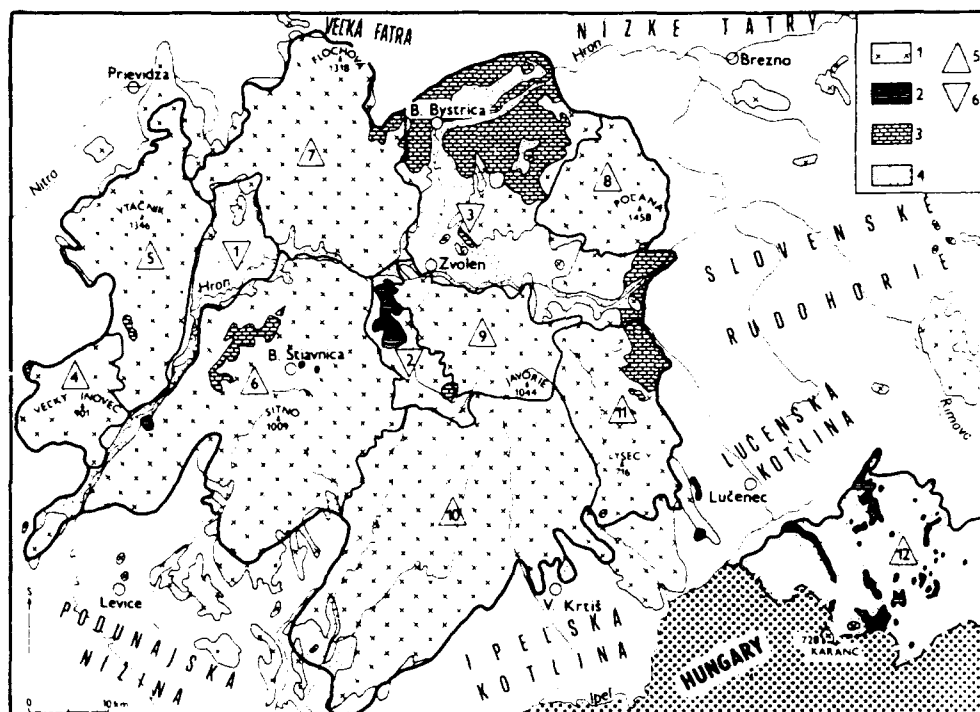 VEĽKÁ FATRA
NÍZKE TATRY
FLOCHOVÁ
1318
Hron
Brezno
Prievidza
B. Bystrica
1
5
2
6
3
4
7
8
POĽANA
1458
Nitra
VTÁČNIK
1346
5
1
3
Zvolen
Hron
SLOVENSKÉ
RUDOHORIE
9
B. Štiavnica
2
4
6
JAVORIE
1044
VEĽKÝ INOVEC
901
SITNO
1009
11
LYSEC
716
Rimava
LUČENSKÁ
KOTLINA
Lučenec
10
12
S
Levice
V. Krtíš
PODUNAJSKÁ
NÍŽINA
IPEĽSKÁ
KOTLINA
HUNGARY
KARANČ
0 10 km
Ipeľ